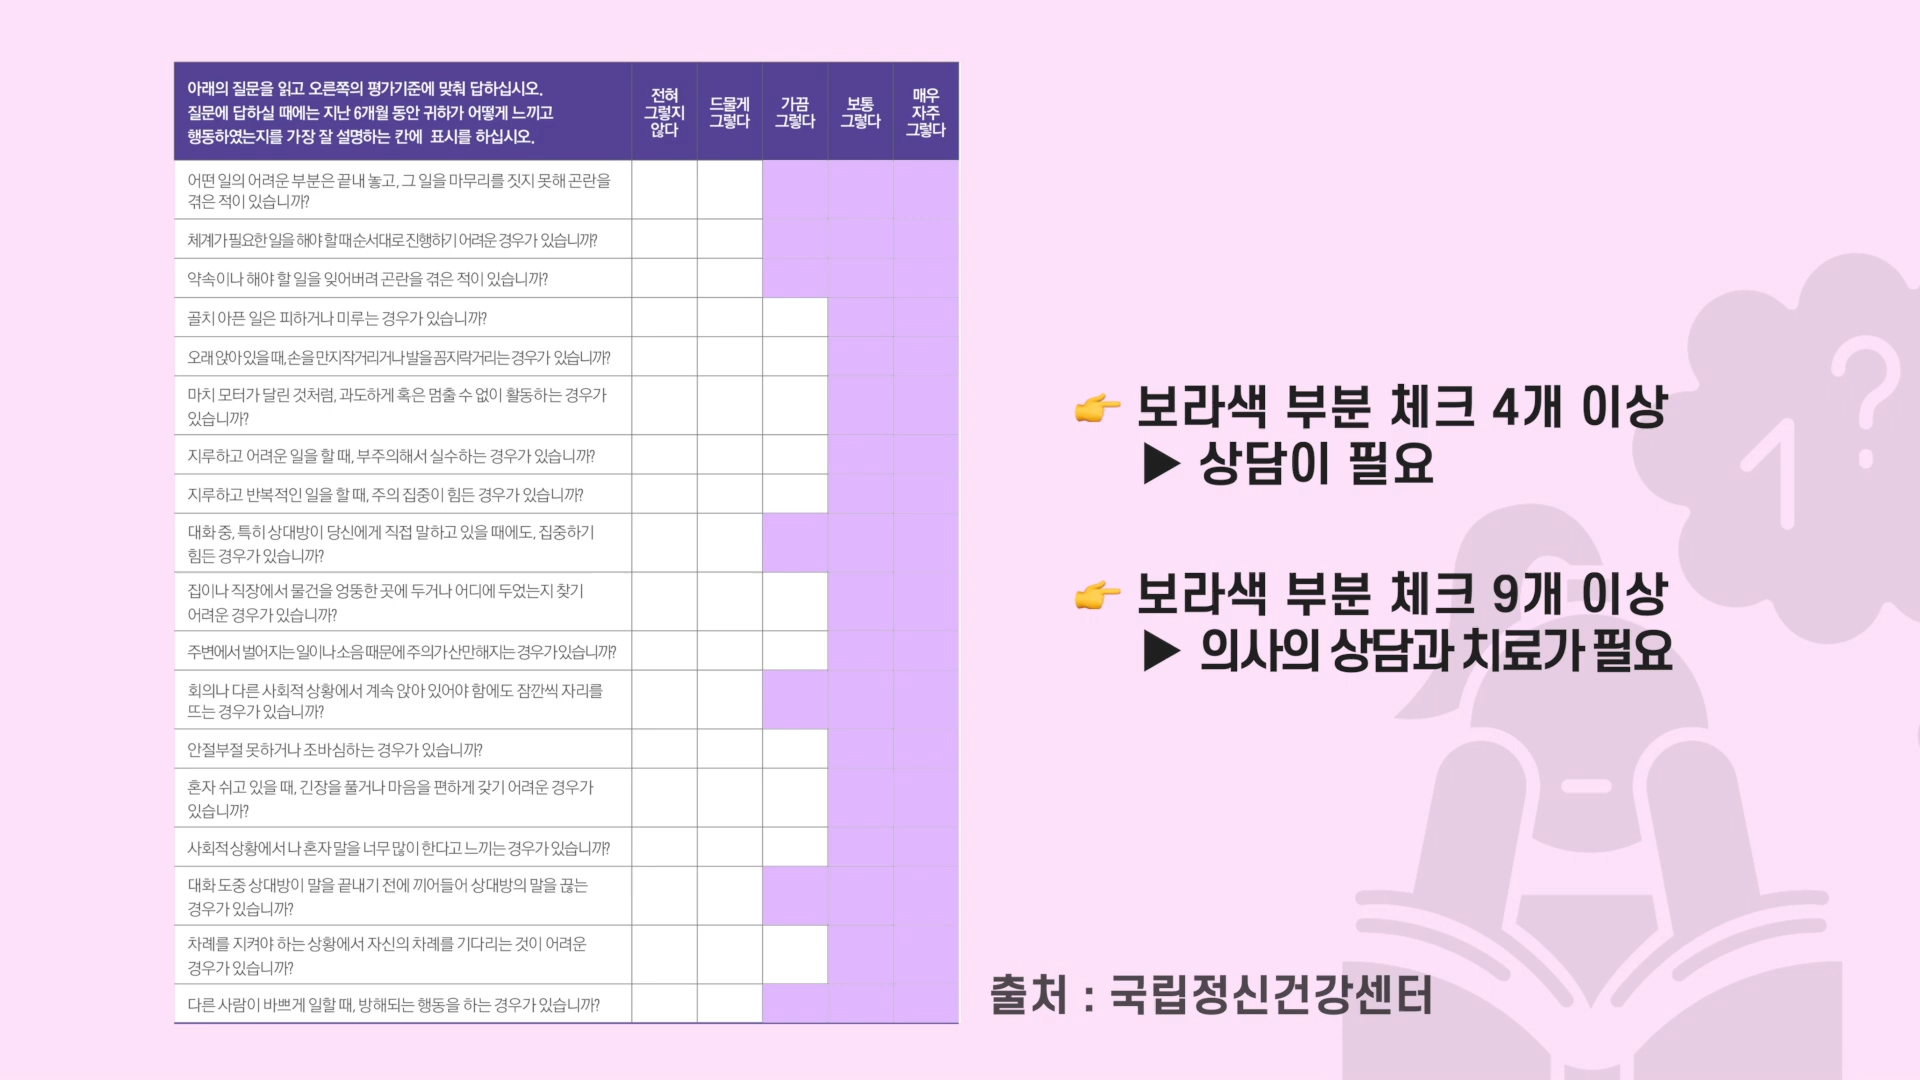 아래의 질문을 읽고 오른쪽의 평가기준에 맞춰 답하십시오.
질문에 답하실 때에는 지난 6개월 동안 귀하가 어떻게 느끼고
행동하였는지를 가장 잘 설명하는 칸에 표시를 하십시오.
전혀
그렇지
않다
드물게
그렇다
가끔
그렇다
보통
그렇다
매우
자주
그렇다
어떤 일의 어려운 부분은 끝내 놓고, 그 일을 마무리를 짓지 못해 곤란을
겪은 적이 있습니까?
체계가 필요한 일을 해야 할 때 순서대로 진행하기 어려운 경우가 있습니까?
약속이나 해야 할 일을 잊어버려 곤란을 겪은 적이 있습니까?
골치 아픈 일은 피하거나 미루는 경우가 있습니까?
오래 앉아 있을 때, 손을 만지작거리거나 발을 꼼지락거리는 경우가 있습니까?
마치 모터가 달린 것처럼, 과도하게 혹은 멈출 수 없이 활동하는 경우가
있습니까?
지루하고 어려운 일을 할 때, 부주의해서 실수하는 경우가 있습니까?
지루하고 반복적인 일을 할 때, 주의 집중이 힘든 경우가 있습니까?
대화 중, 특히 상대방이 당신에게 직접 말하고 있을 때에도, 집중하기
힘든 경우가 있습니까?
집이나 직장에서 물건을 엉뚱한 곳에 두거나 어디에 두었는지 찾기
어려운 경우가 있습니까?
주변에서 벌어지는 일이나 소음 때문에 주의가 산만해지는 경우가 있습니까?
회의나 다른 사회적 상황에서 계속 앉아 있어야 함에도 잠깐씩 자리를
뜨는 경우가 있습니까?
안절부절 못하거나 조바심하는 경우가 있습니까?
혼자 쉬고 있을 때, 긴장을 풀거나 마음을 편하게 갖기 어려운 경우가
있습니까?
사회적 상황에서 나 혼자 말을 너무 많이 한다고 느끼는 경우가 있습니까?
대화 도중 상대방이 말을 끝내기 전에 끼어들어 상대방의 말을 끊는
경우가 있습니까?
차례를 지켜야 하는 상황에서 자신의 차례를 기다리는 것이 어려운
경우가 있습니까?
다른 사람이 바쁘게 일할 때, 방해되는 행동을 하는 경우가 있습니까?
👉 보라색 부분 체크 4개 이상
▶ 상담이 필요
👉 보라색 부분 체크 9개 이상
▶ 의사의 상담과 치료가 필요
출처 : 국립정신건강센터
1 ?